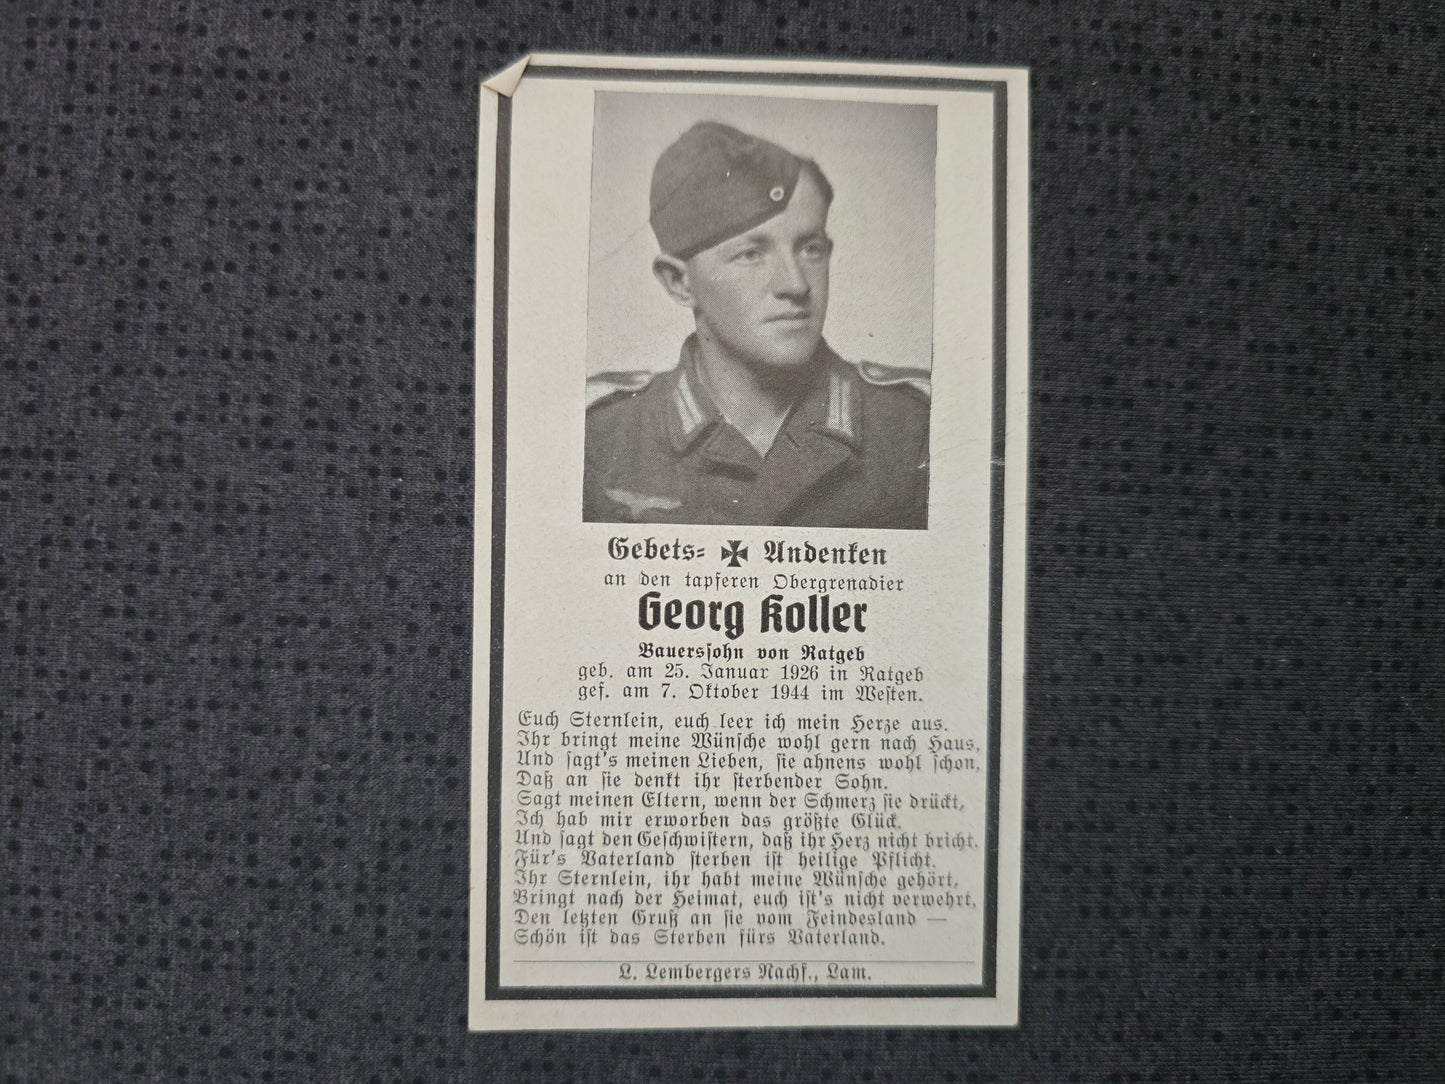 Gebets= ✠ Andenken
an den tapferen Obergrenadier
Georg Koller
Bauerssohn von Ratgeb
geb. am 25. Januar 1926 in Ratgeb
gef. am 7. Oktober 1944 im Westen.
Euch Sternlein, euch leer ich mein Herze aus.
Ihr bringt meine Wünsche wohl gern nach Haus,
Und sagt's meinen Lieben, sie ahnens wohl schon,
Daß an sie denkt ihr sterbender Sohn.
Sagt meinen Eltern, wenn der Schmerz sie drückt,
Ich hab mir erworben das größte Glück.
Und sagt den Geschwistern, daß ihr Herz nicht bricht.
Für's Vaterland sterben ist heilige Pflicht.
Ihr Sternlein, ihr habt meine Wünsche gehört,
Bringt nach der Heimat, euch ist's nicht verwehrt,
Den letzten Gruß an sie vom Feindesland —
Schön ist das Sterben fürs Vaterland.
L. Lembergers Nachf., Lam.